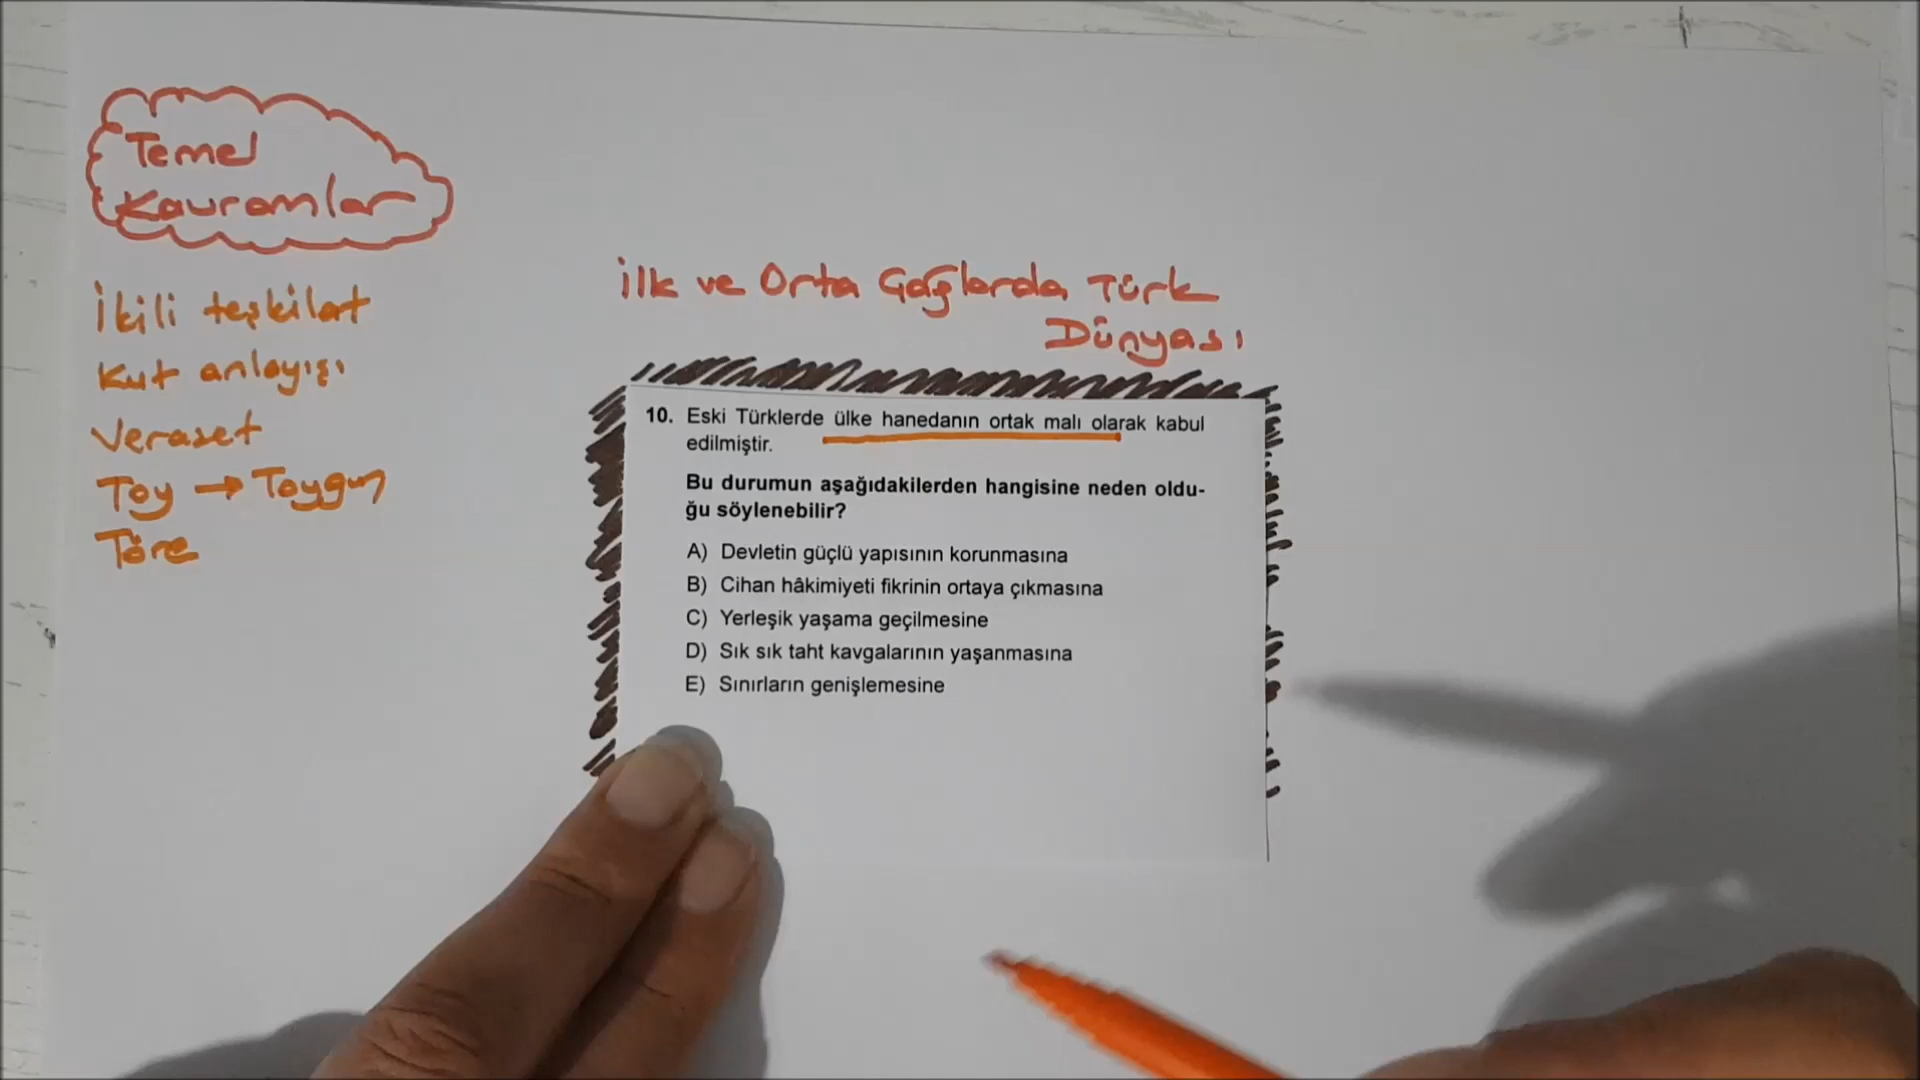 Temel
Kavramlar
İkili teşkilat
Kut anlayışı
Veraset
Toy → Toygun
Töre
İlk ve Orta Çağlarda Türk
Dünyası
10. Eski Türklerde ülke hanedanın ortak malı olarak kabul
edilmiştir.
Bu durumun aşağıdakilerden hangisine neden oldu-
ğu söylenebilir?
A) Devletin güçlü yapısının korunmasına
B) Cihan hâkimiyeti fikrinin ortaya çıkmasına
C) Yerleşik yaşama geçilmesine
D) Sık sık taht kavgalarının yaşanmasına
E) Sınırların genişlemesine